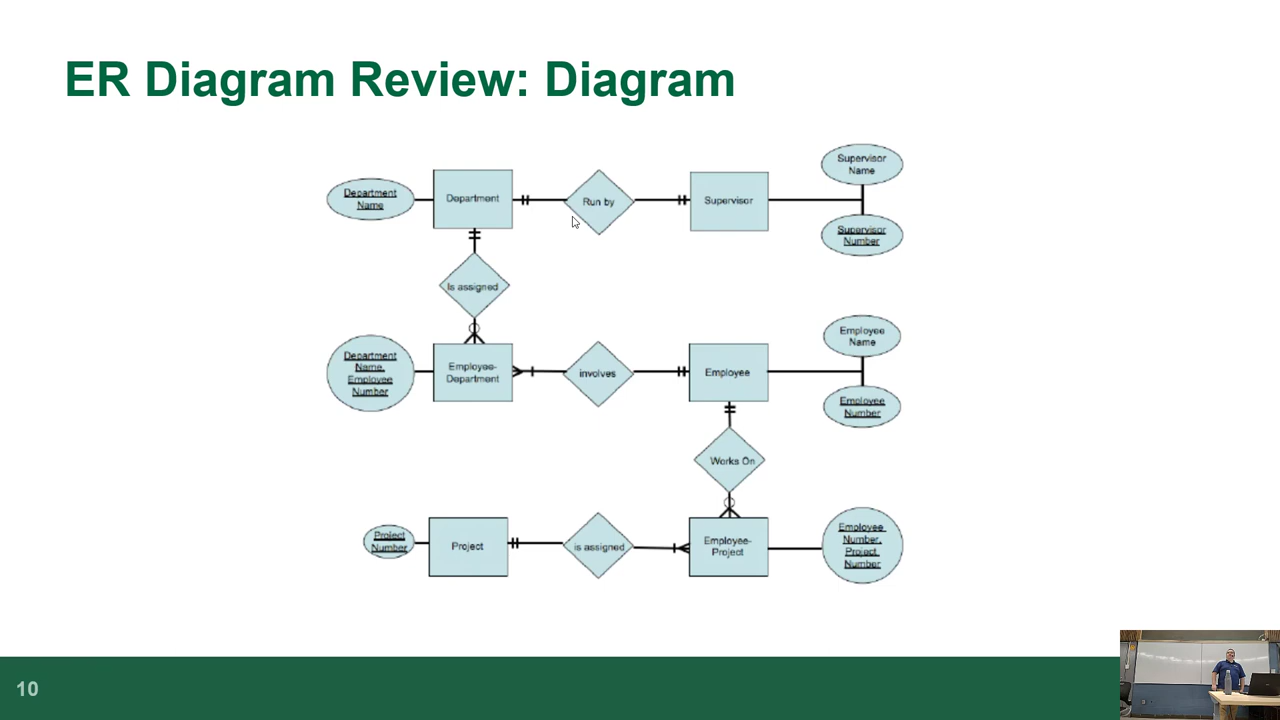 ER Diagram Review: Diagram
Department
Name
Department
Run by
Supervisor
Supervisor
Name
Supervisor
Number
Is assigned
Department
Name,
Employee
Number
Employee-
Department
involves
Employee
Employee
Name
Employee
Number
Works On
Project
Number
Project
is assigned
Employee-
Project
Employee
Number,
Project
Number
10